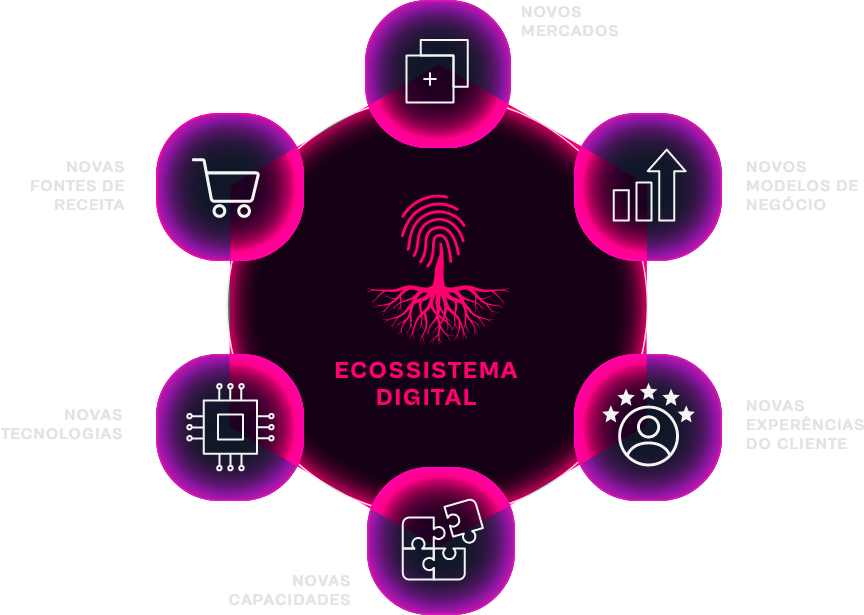 NOVOS
MERCADOS
NOVAS
FONTES DE
RECEITA
NOVOS
MODELOS DE
NEGÓCIO
ECOSSISTEMA
DIGITAL
NOVAS
TECNOLOGIAS
NOVAS
EXPERÊNCIAS
DO CLIENTE
NOVAS
CAPACIDADES